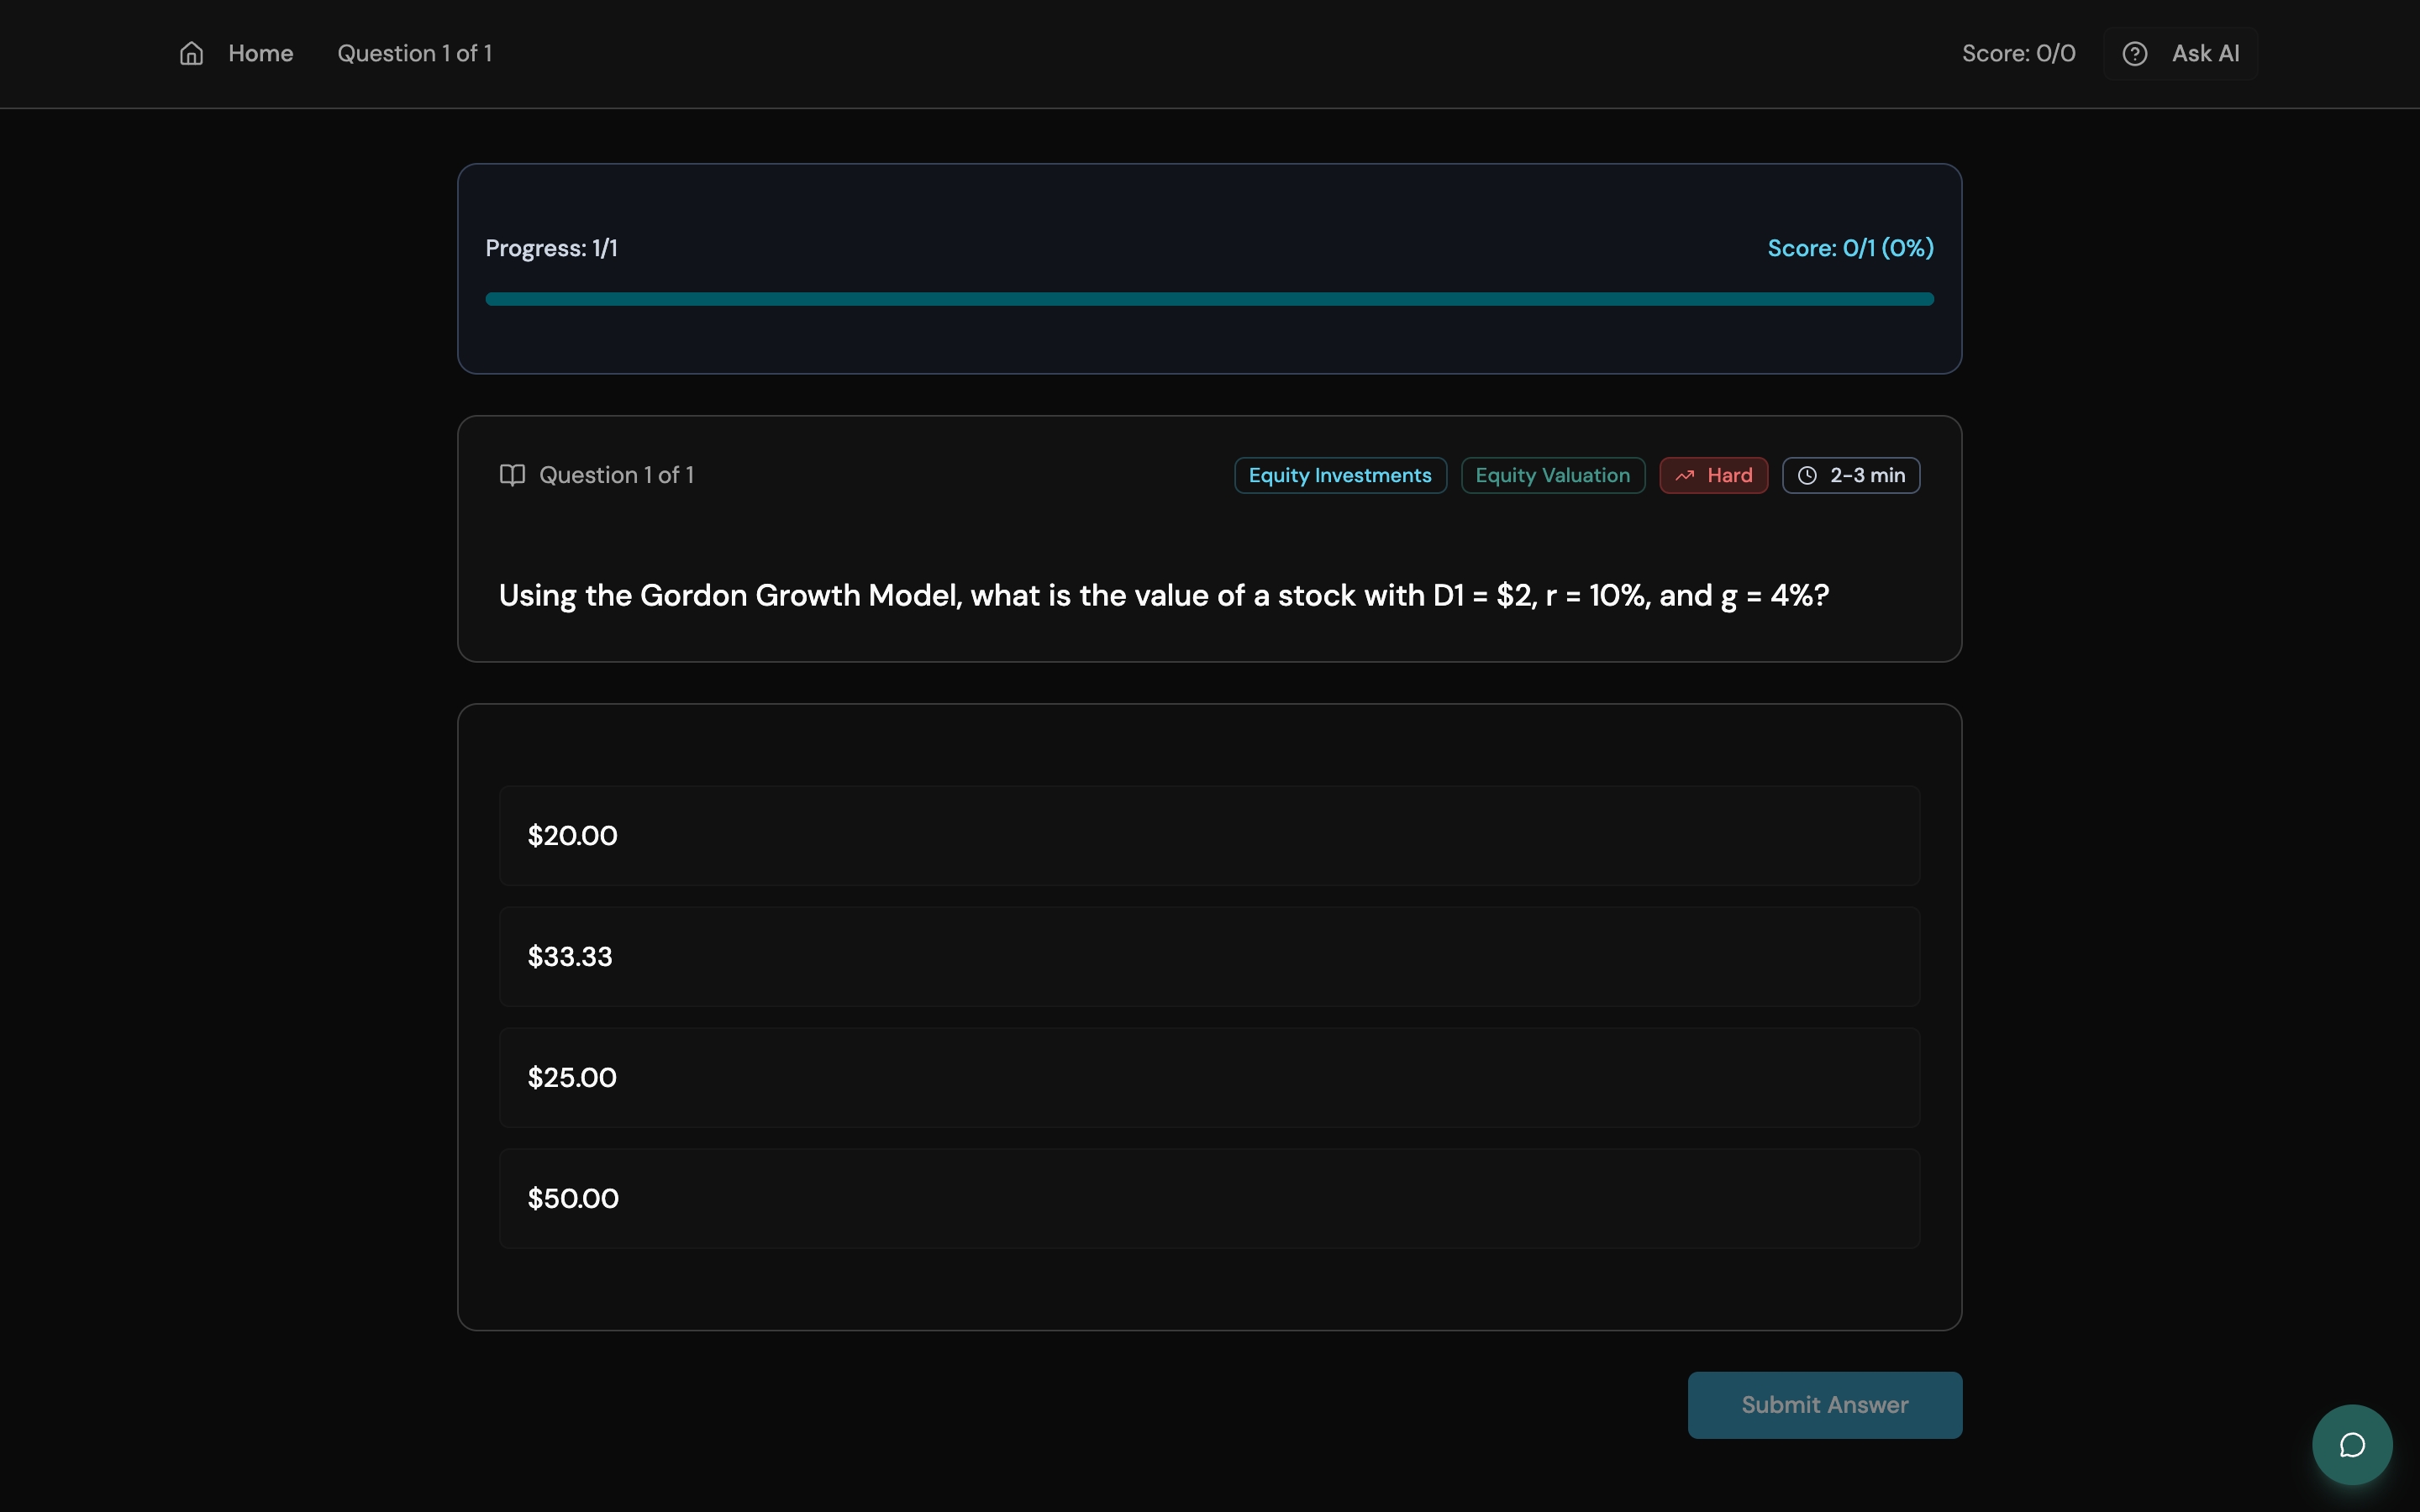 Home Question 1 of 1 Score: 0/0 Ask AI
Progress: 1/1 Score: 0/1 (0%)
Question 1 of 1 Equity Investments Equity Valuation Hard 2-3 min
Using the Gordon Growth Model, what is the value of a stock with D1 = $2, r = 10%, and g = 4%?
$20.00
$33.33
$25.00
$50.00
Submit Answer